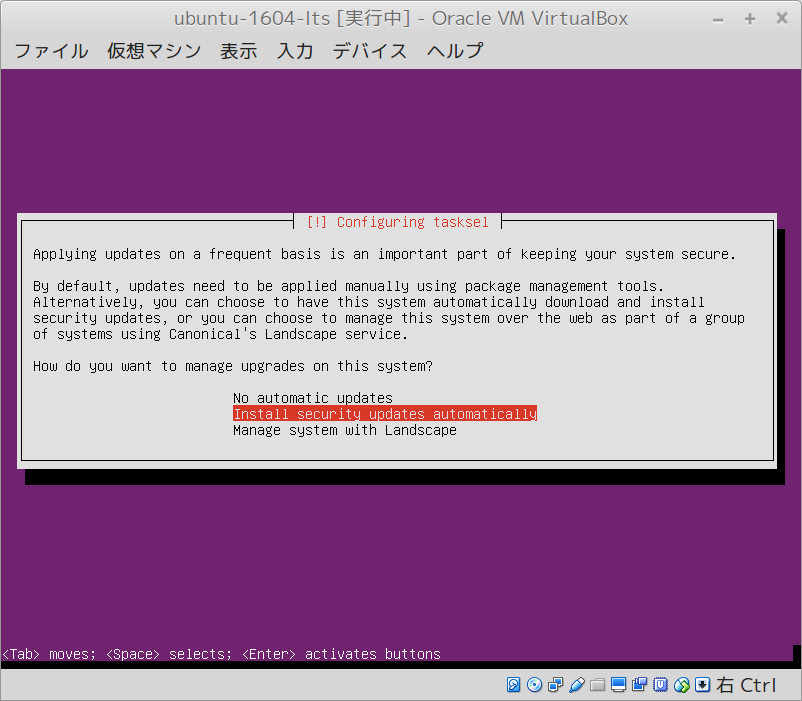 ubuntu-1604-lts [実行中] - Oracle VM VirtualBox
ファイル 仮想マシン 表示 入力 デバイス ヘルプ
[!] Configuring tasksel
Applying updates on a frequent basis is an important part of keeping your system secure.
By default, updates need to be applied manually using package management tools.
Alternatively, you can choose to have this system automatically download and install
security updates, or you can choose to manage this system over the web as part of a group
of systems using Canonical's Landscape service.
How do you want to manage upgrades on this system?
No automatic updates
Install security updates automatically
Manage system with Landscape
<Tab> moves; <Space> selects; <Enter> activates buttons
右 Ctrl